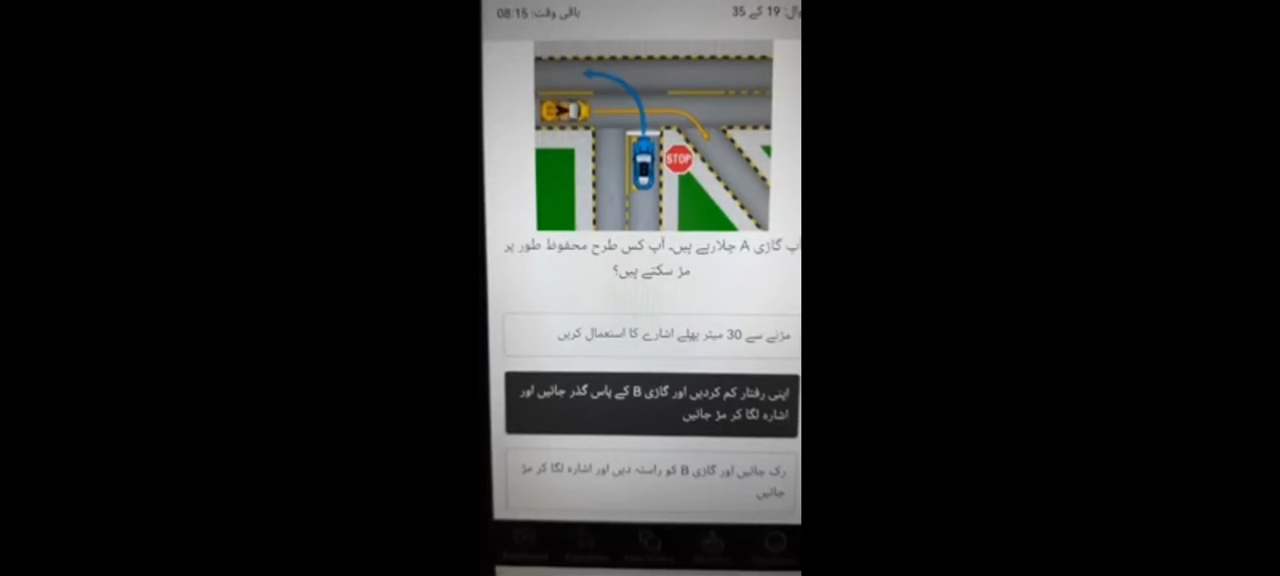 باقی وقت: 08:15
19 کے 35
STOP
گاڑی A چلارہے ہیں۔ آپ کس طرح محفوظ طور پر
مڑ سکتے ہیں؟
مڑنے سے 30 میٹر پہلے اشارے کا استعمال کریں
اپنی رفتار کم کردیں اور گاڑی B کے پاس گذر جائیں اور
اشارہ لگا کر مڑ جائیں
رک جائیں اور گاڑی B کو راستہ دیں اور اشارہ لگا کر مڑ
جائیں